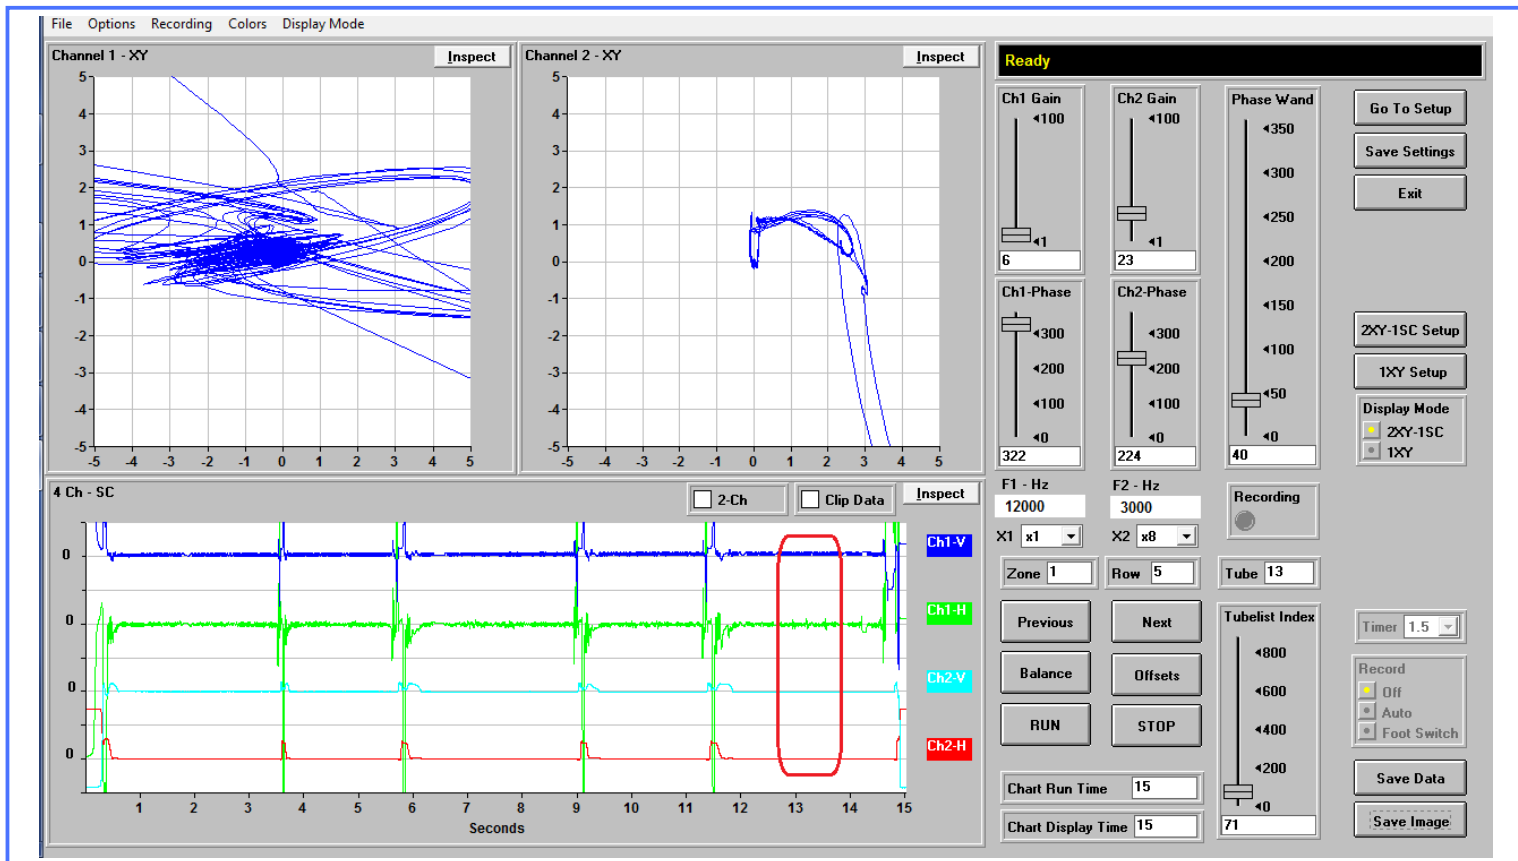 File Options Recording Colors Display Mode
Channel 1 - XY Inspect
5
4
3
2
1
0
-1
-2
-3
-4
-5
-5 -4 -3 -2 -1 0 1 2 3 4 5
Channel 2 - XY Inspect
5
4
3
2
1
0
-1
-2
-3
-4
-5
-5 -4 -3 -2 -1 0 1 2 3 4 5
4 Ch - SC 2-Ch Clip Data Inspect
0 Ch1-V
0 Ch1-H
0 Ch2-V
0 Ch2-H
1 2 3 4 5 6 7 8 9 10 11 12 13 14 15
Seconds
Ready
Ch1 Gain
100
1
6
Ch2 Gain
100
1
23
Phase Wand
350
300
250
200
150
100
50
0
40
Ch1-Phase
300
200
100
0
322
Ch2-Phase
300
200
100
0
224
Go To Setup
Save Settings
Exit
2XY-1SC Setup
1XY Setup
Display Mode
2XY-1SC
1XY
F1 - Hz
12000
F2 - Hz
3000
Recording
X1 x1
X2 x8
Zone 1
Row 5
Tube 13
Previous Next
Balance Offsets
RUN STOP
Chart Run Time 15
Chart Display Time 15
Tubelist Index
800
600
400
200
0
71
Timer 1.5
Record
Off
Auto
Foot Switch
Save Data
Save Image